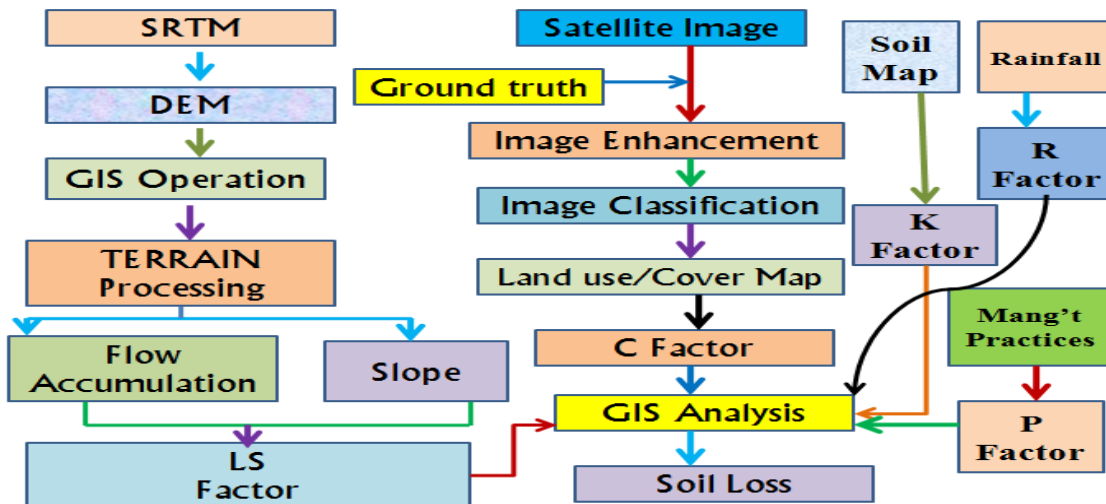 SRTM
DEM
GIS Operation
TERRAIN
Processing
Flow
Accumulation
Slope
LS
Factor
Satellite Image
Ground truth
Image Enhancement
Image Classification
Land use/Cover Map
C Factor
GIS Analysis
Soil Loss
Soil
Map
K
Factor
Rainfall
R
Factor
Mang't
Practices
P
Factor